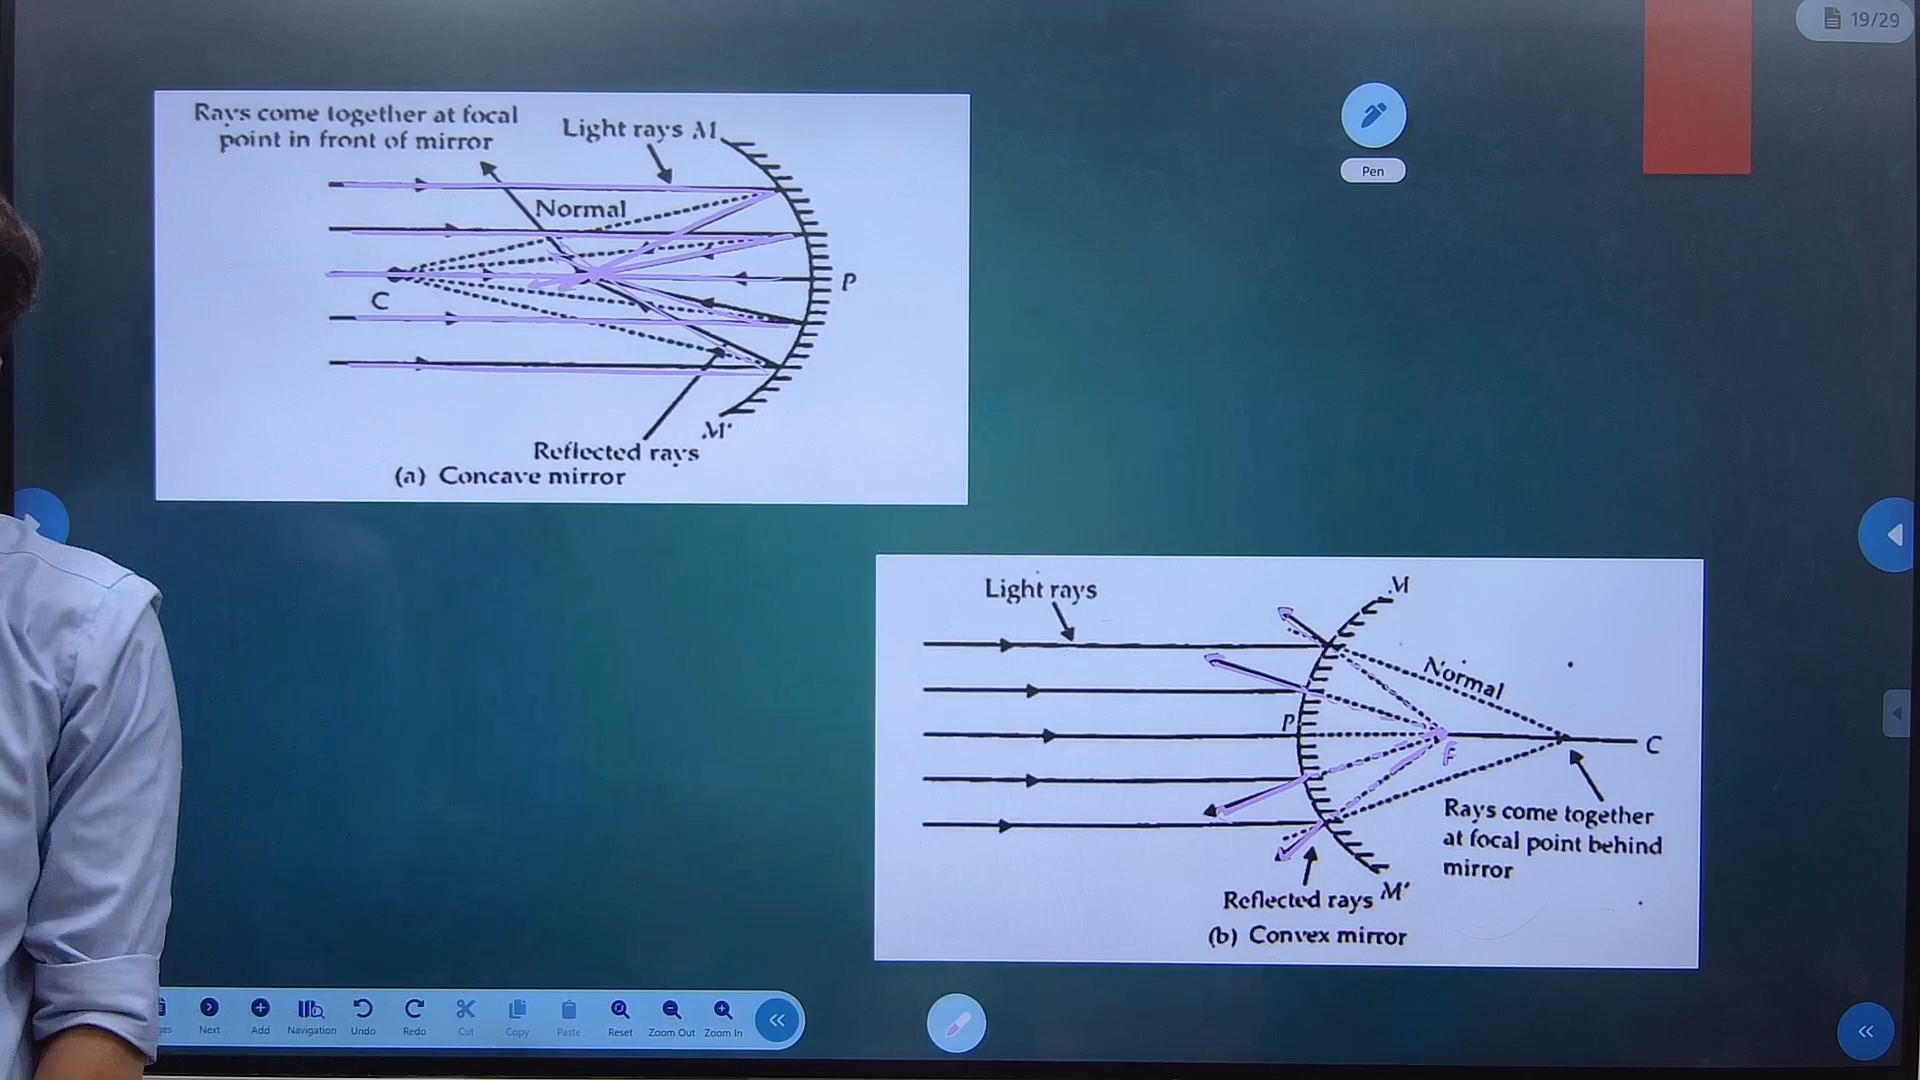 19/29
Pen
Rays come together at focal
point in front of mirror
Light rays M
Normal
C
P
M'
Reflected rays
(a) Concave mirror
Light rays
M
Normal
P
F
C
Rays come together
at focal point behind
mirror
Reflected rays M'
(b) Convex mirror
Next Add Navigation Undo Redo Cut Copy Paste Reset Zoom Out Zoom In